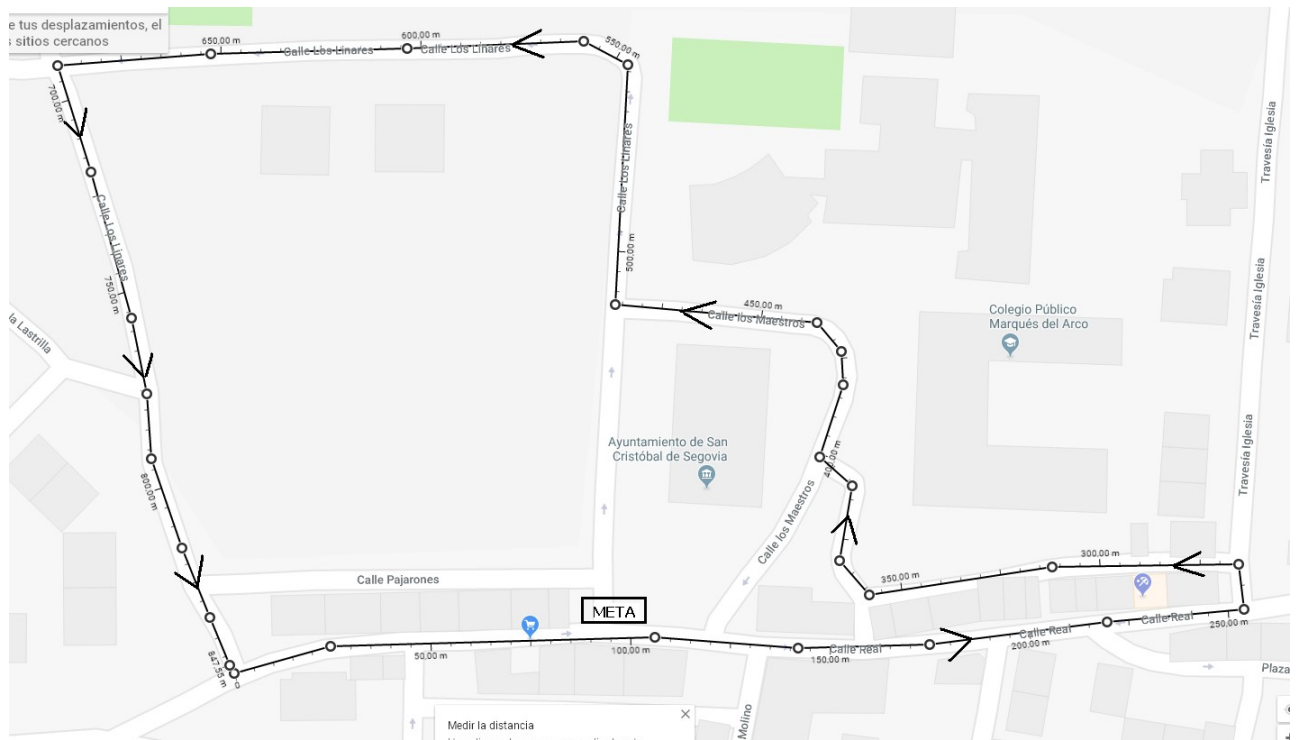 e tus desplazamientos, el
s sitios cercanos
650,00 m
Calle Los Linares
600,00 m
Calle Los Linares
550,00 m
700,00 m
Calle Los Linares
Calle Los Linares
Travesía Iglesia
750,00 m
500,00 m
450,00 m
Calle los Maestros
Colegio Público
Marqués del Arco
Travesía Iglesia
la Lastrilla
Ayuntamiento de San
Cristóbal de Segovia
400,00 m
Travesía Iglesia
800,00 m
Calle los Maestros
Calle Pajarones
350,00 m
300,00 m
META
847,55 m
50,00 m
100,00 m
150,00 m
Calle Real
200,00 m
Calle Real
Calle Real
250,00 m
Plaza
Molino
Medir la distancia